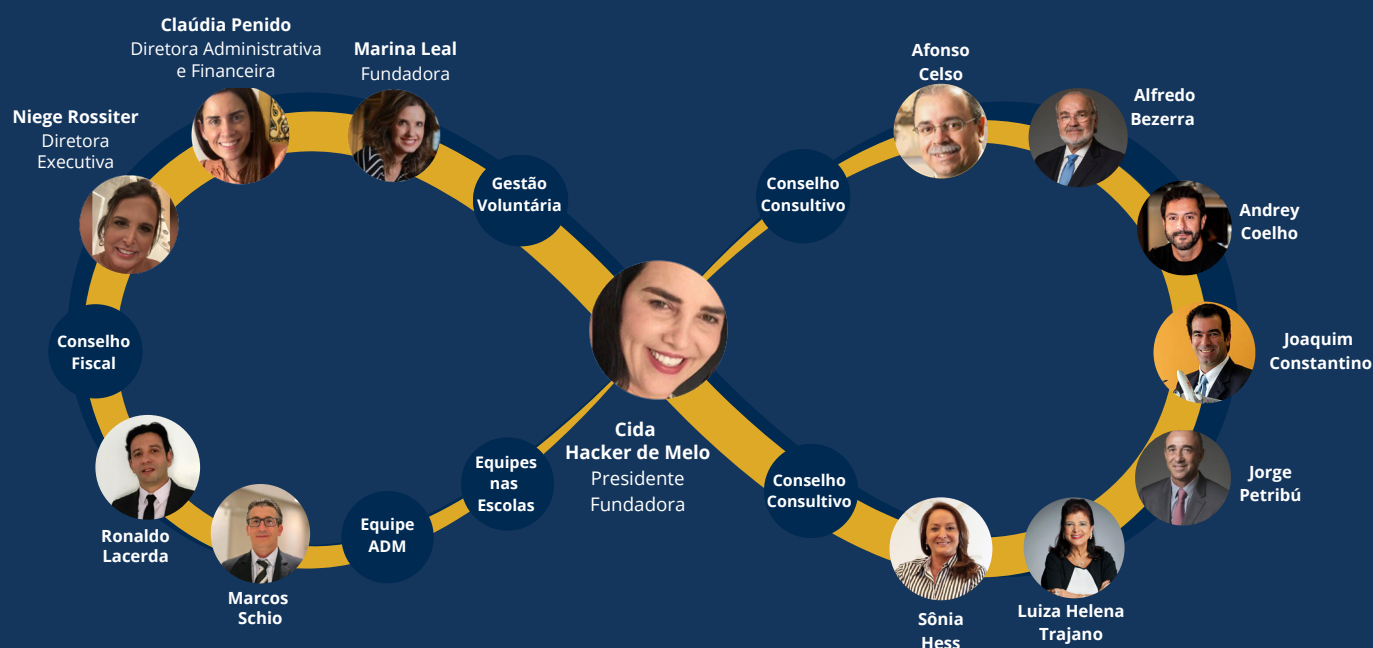 Claúdia Penido
Diretora Administrativa
e Financeira
Marina Leal
Fundadora
Niege Rossiter
Diretora
Executiva
Gestão
Voluntária
Conselho
Fiscal
Ronaldo
Lacerda
Marcos
Schio
Equipe
ADM
Equipes
nas
Escolas
Cida
Hacker de Melo
Presidente
Fundadora
Conselho
Consultivo
Afonso
Celso
Alfredo
Bezerra
Andrey
Coelho
Joaquim
Constantino
Jorge
Petribú
Luiza Helena
Trajano
Sônia
Hess
Conselho
Consultivo